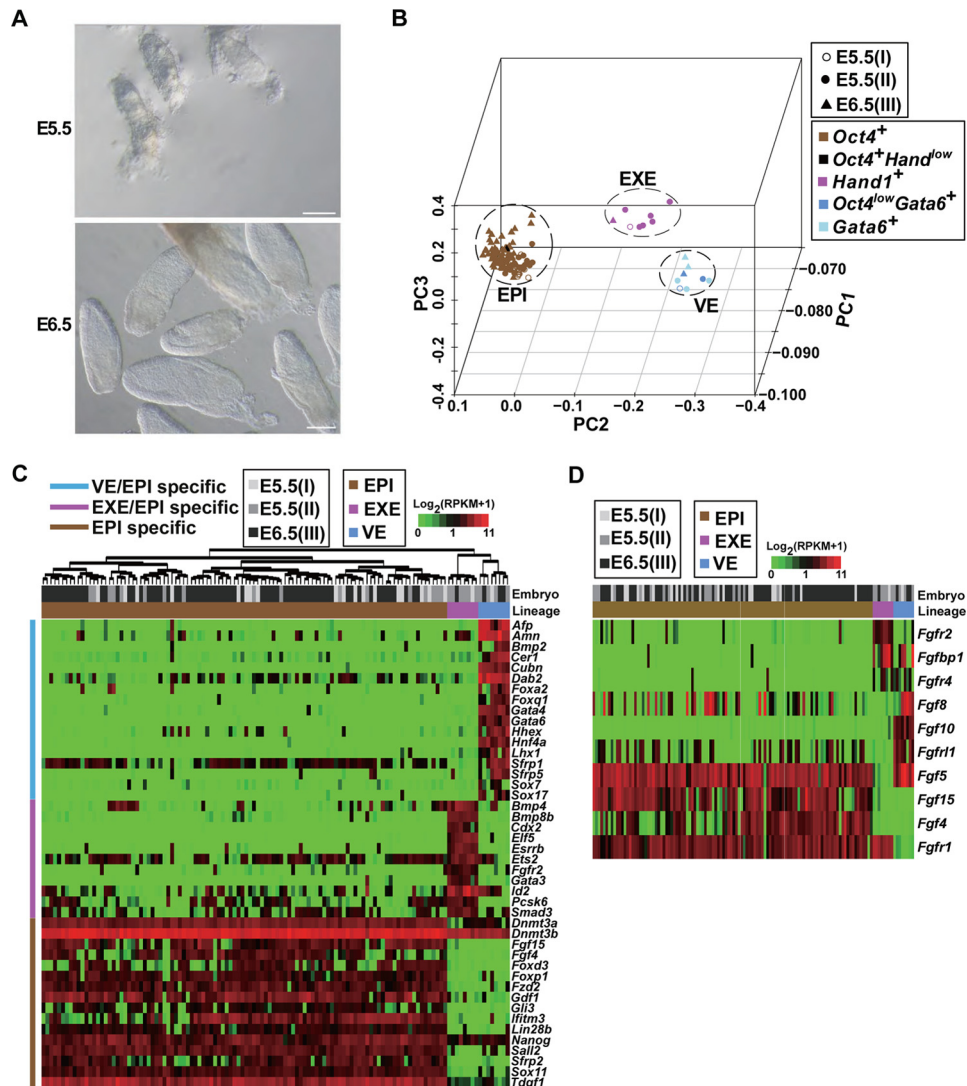 A
E5.5
E6.5
B
E5.5(I)
E5.5(II)
E6.5(III)
Oct4+
Oct4+Handlow
Hand1+
Oct4lowGata6+
Gata6+
EXE
EPI
VE
PC3
0.4
0.2
0.0
-0.2
-0.4
0.1
0.0
-0.1
-0.2
-0.3
-0.4
PC2
-0.070
-0.080
-0.090
-0.100
PC1
C
VE/EPI specific
EXE/EPI specific
EPI specific
E5.5(I)
E5.5(II)
E6.5(III)
EPI
EXE
VE
Log2(RPKM+1)
0 1 11
Embryo
Lineage
Afp
Amn
Bmp2
Cer1
Cubn
Dab2
Foxa2
Foxq1
Gata4
Gata6
Hhex
Hnf4a
Lhx1
Sfrp1
Sfrp5
Sox7
Sox17
Bmp4
Bmp8b
Cdx2
Elf5
Esrrb
Ets2
Fgfr2
Gata3
Id2
Pcsk6
Smad3
Dnmt3a
Dnmt3b
Fgf15
Fgf4
Foxd3
Foxp1
Fzd2
Gdf1
Gli3
Ifitm3
Lin28b
Nanog
Sall2
Sfrp2
Sox11
Tdgf1
D
E5.5(I)
E5.5(II)
E6.5(III)
EPI
EXE
VE
Log2(RPKM+1)
0 1 11
Embryo
Lineage
Fgfr2
Fgfbp1
Fgfr4
Fgf8
Fgf10
Fgfrl1
Fgf5
Fgf15
Fgf4
Fgfr1